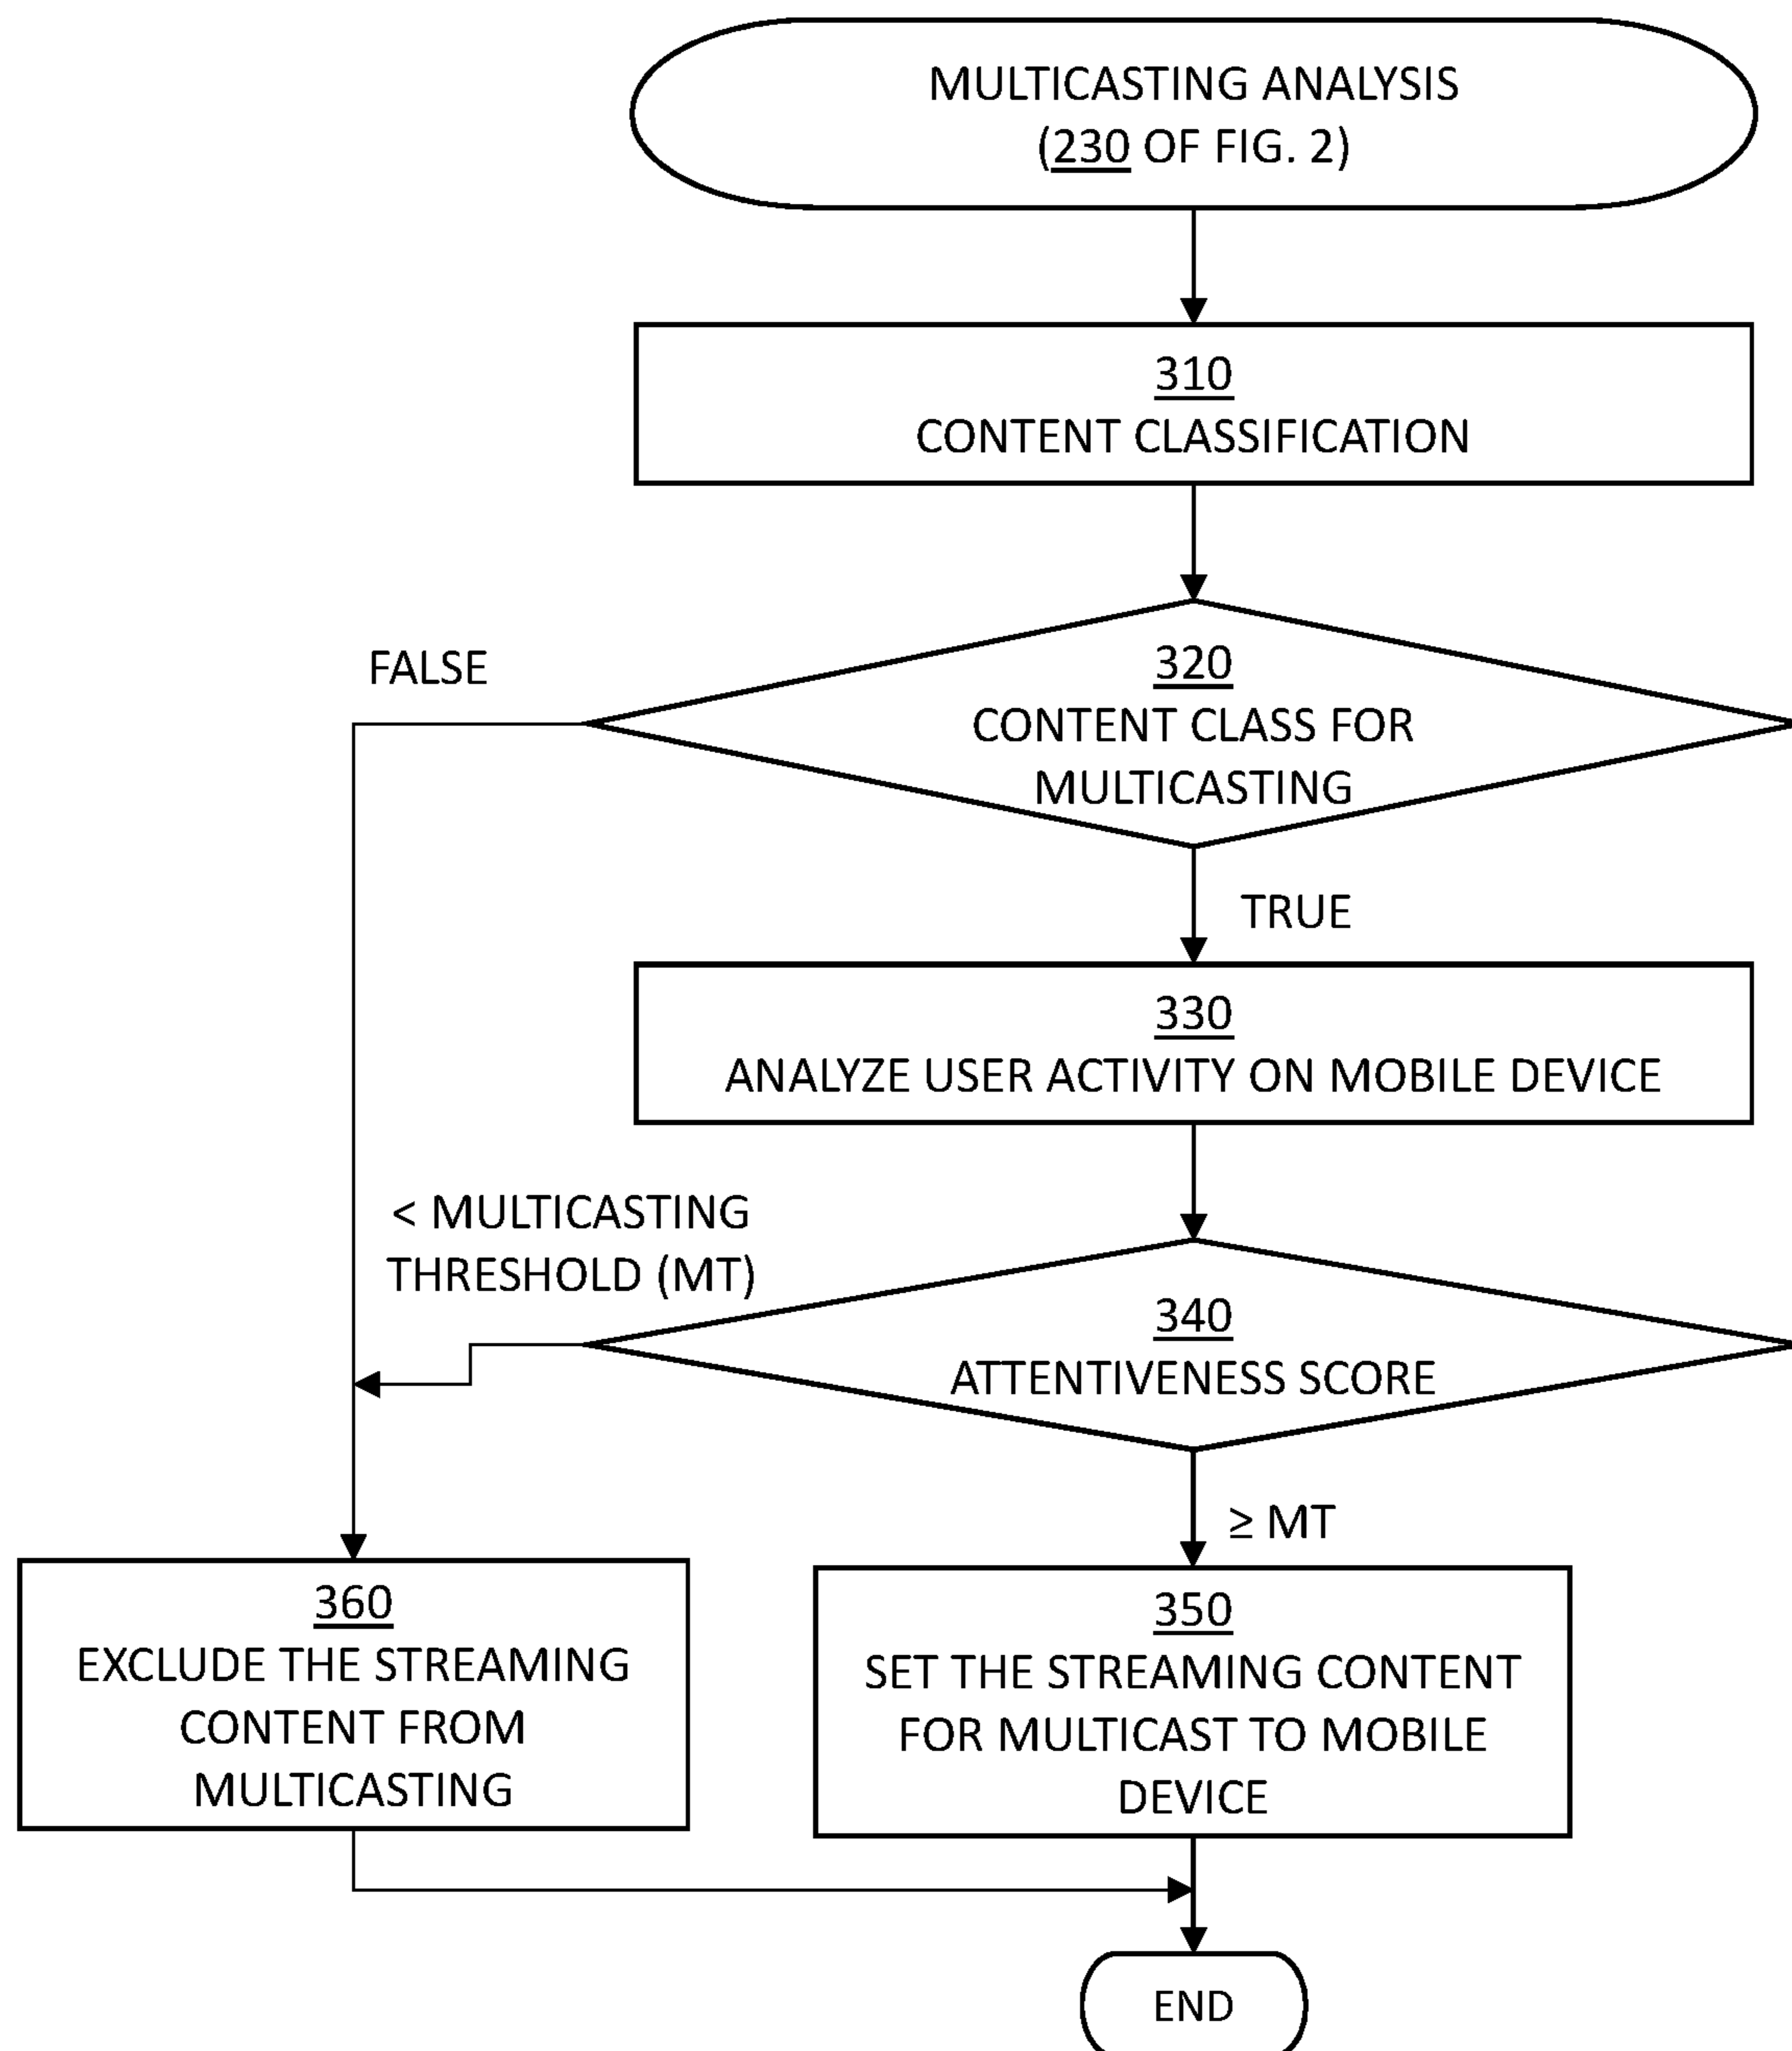 MULTICASTING ANALYSIS
(230 OF FIG. 2)
310
CONTENT CLASSIFICATION
FALSE
320
CONTENT CLASS FOR
MULTICASTING
TRUE
330
ANALYZE USER ACTIVITY ON MOBILE DEVICE
< MULTICASTING
THRESHOLD (MT)
340
ATTENTIVENESS SCORE
≥ MT
360
EXCLUDE THE STREAMING
CONTENT FROM
MULTICASTING
350
SET THE STREAMING CONTENT
FOR MULTICAST TO MOBILE
DEVICE
END